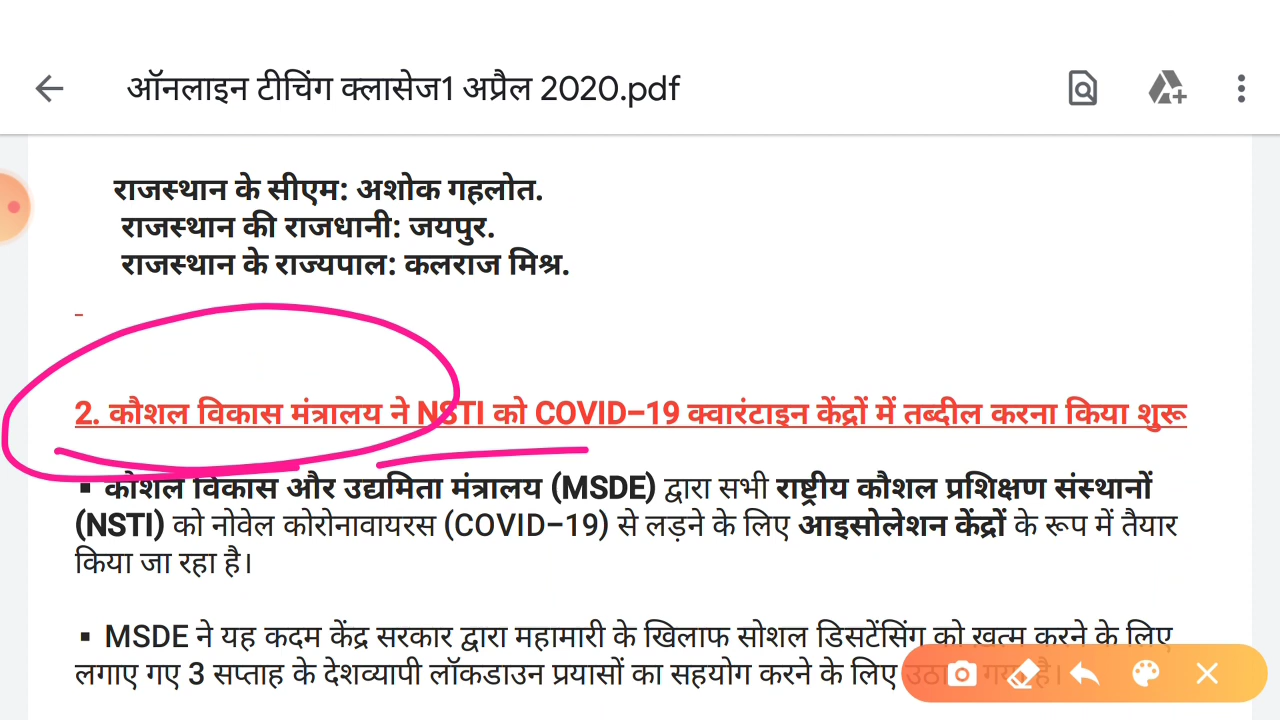 ऑनलाइन टीचिंग क्लासेज1 अप्रैल 2020.pdf
राजस्थान के सीएम: अशोक गहलोत.
राजस्थान की राजधानी: जयपुर.
राजस्थान के राज्यपाल: कलराज मिश्र.
2. कौशल विकास मंत्रालय ने NSTI को COVID–19 क्वारंटाइन केंद्रों में तब्दील करना किया शुरू
▪ कौशल विकास और उद्यमिता मंत्रालय (MSDE) द्वारा सभी राष्ट्रीय कौशल प्रशिक्षण संस्थानों
(NSTI) को नोवेल कोरोनावायरस (COVID–19) से लड़ने के लिए आइसोलेशन केंद्रों के रूप में तैयार
किया जा रहा है।
▪ MSDE ने यह कदम केंद्र सरकार द्वारा महामारी के खिलाफ सोशल डिसटेंसिंग को ख़त्म करने के लिए
लगाए गए 3 सप्ताह के देशव्यापी लॉकडाउन प्रयासों का सहयोग करने के लिए है।